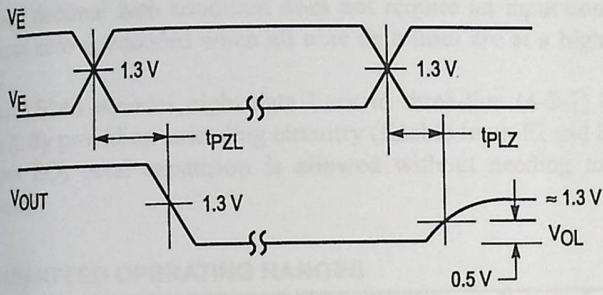 VĒ
1.3 V
1.3 V
VE
tPZL
tPLZ
VOUT
1.3 V
≈ 1.3 V
VOL
0.5 V